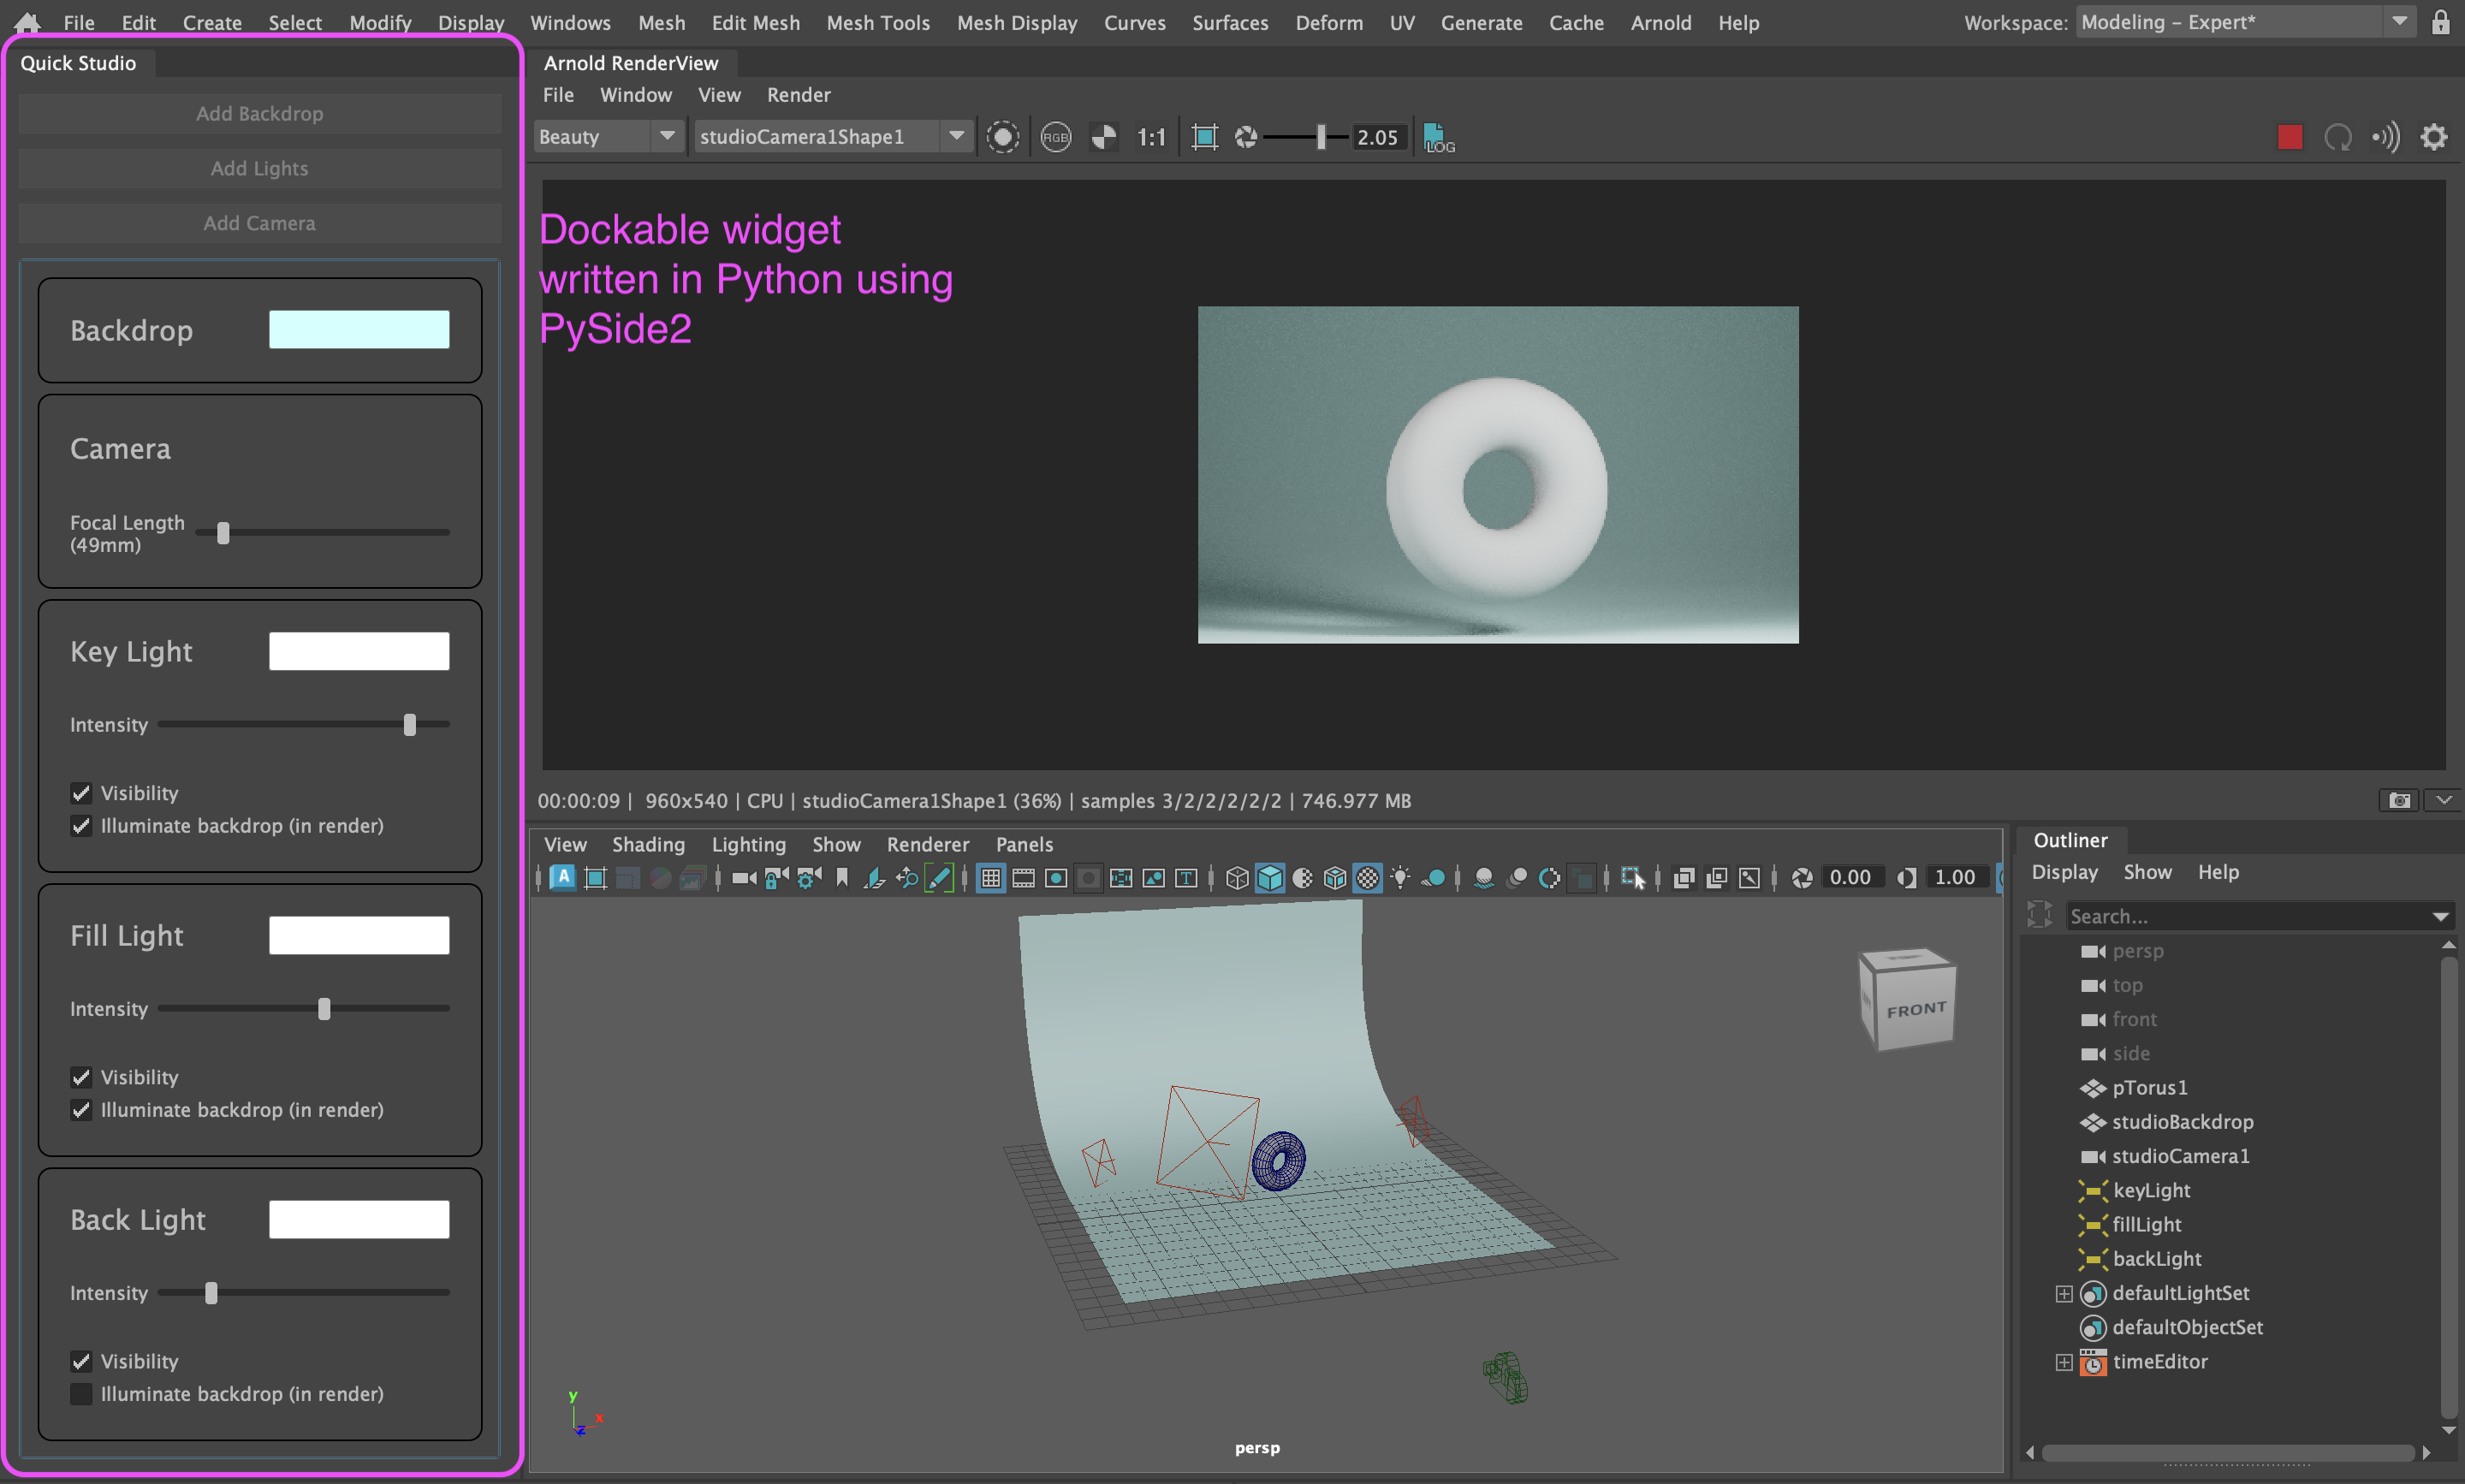 File Edit Create Select Modify Display Windows Mesh Edit Mesh Mesh Tools Mesh Display Curves Surfaces Deform UV Generate Cache Arnold Help Workspace: Modeling - Expert*
Quick Studio
Add Backdrop
Add Lights
Add Camera
Backdrop
Camera
Focal Length
(49mm)
Key Light
Intensity
Visibility
Illuminate backdrop (in render)
Fill Light
Intensity
Visibility
Illuminate backdrop (in render)
Back Light
Intensity
Visibility
Illuminate backdrop (in render)
Arnold RenderView
File Window View Render
Beauty studioCamera1Shape1 RGB 1:1 2.05 LOG
Dockable widget
written in Python using
PySide2
00:00:09 | 960x540 | CPU | studioCamera1Shape1 (36%) | samples 3/2/2/2/2/2 | 746.977 MB
View Shading Lighting Show Renderer Panels
A T 0.00 1.00
FRONT
y
x
z
persp
Outliner
Display Show Help
Search...
persp
top
front
side
pTorus1
studioBackdrop
studioCamera1
keyLight
fillLight
backLight
defaultLightSet
defaultObjectSet
timeEditor